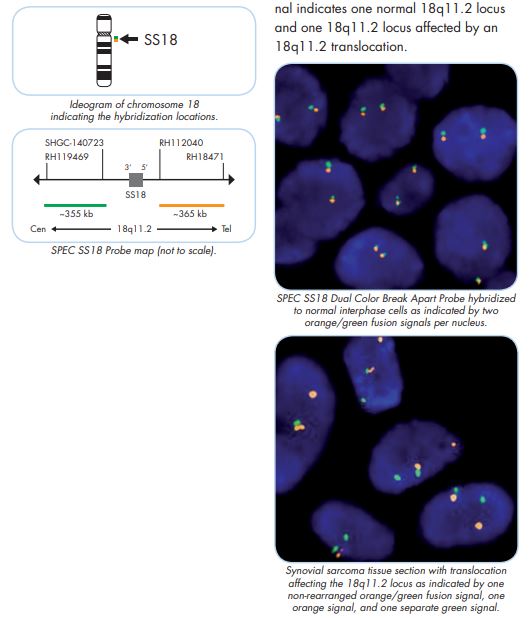 SS18
Ideogram of chromosome 18
indicating the hybridization locations.
SHGC-140723
RH119469
RH112040
RH18471
3' 5'
SS18
~355 kb
~365 kb
Cen 18q11.2 Tel
SPEC SS18 Probe map (not to scale).
nal indicates one normal 18q11.2 locus
and one 18q11.2 locus affected by an
18q11.2 translocation.
SPEC SS18 Dual Color Break Apart Probe hybridized
to normal interphase cells as indicated by two
orange/green fusion signals per nucleus.
Synovial sarcoma tissue section with translocation
affecting the 18q11.2 locus as indicated by one
non-rearranged orange/green fusion signal, one
orange signal, and one separate green signal.